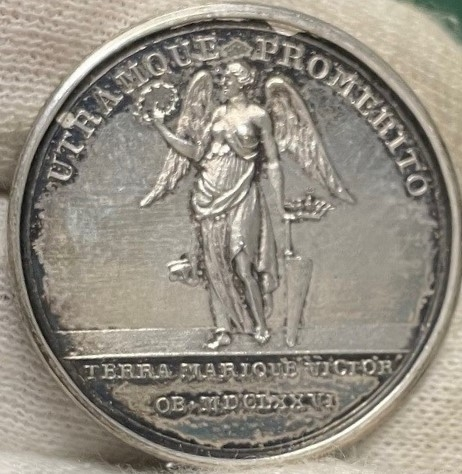 UTRAMQUE PROMERITO
TERRA MARIQUE VICTOR
OB · MDCLXXVI